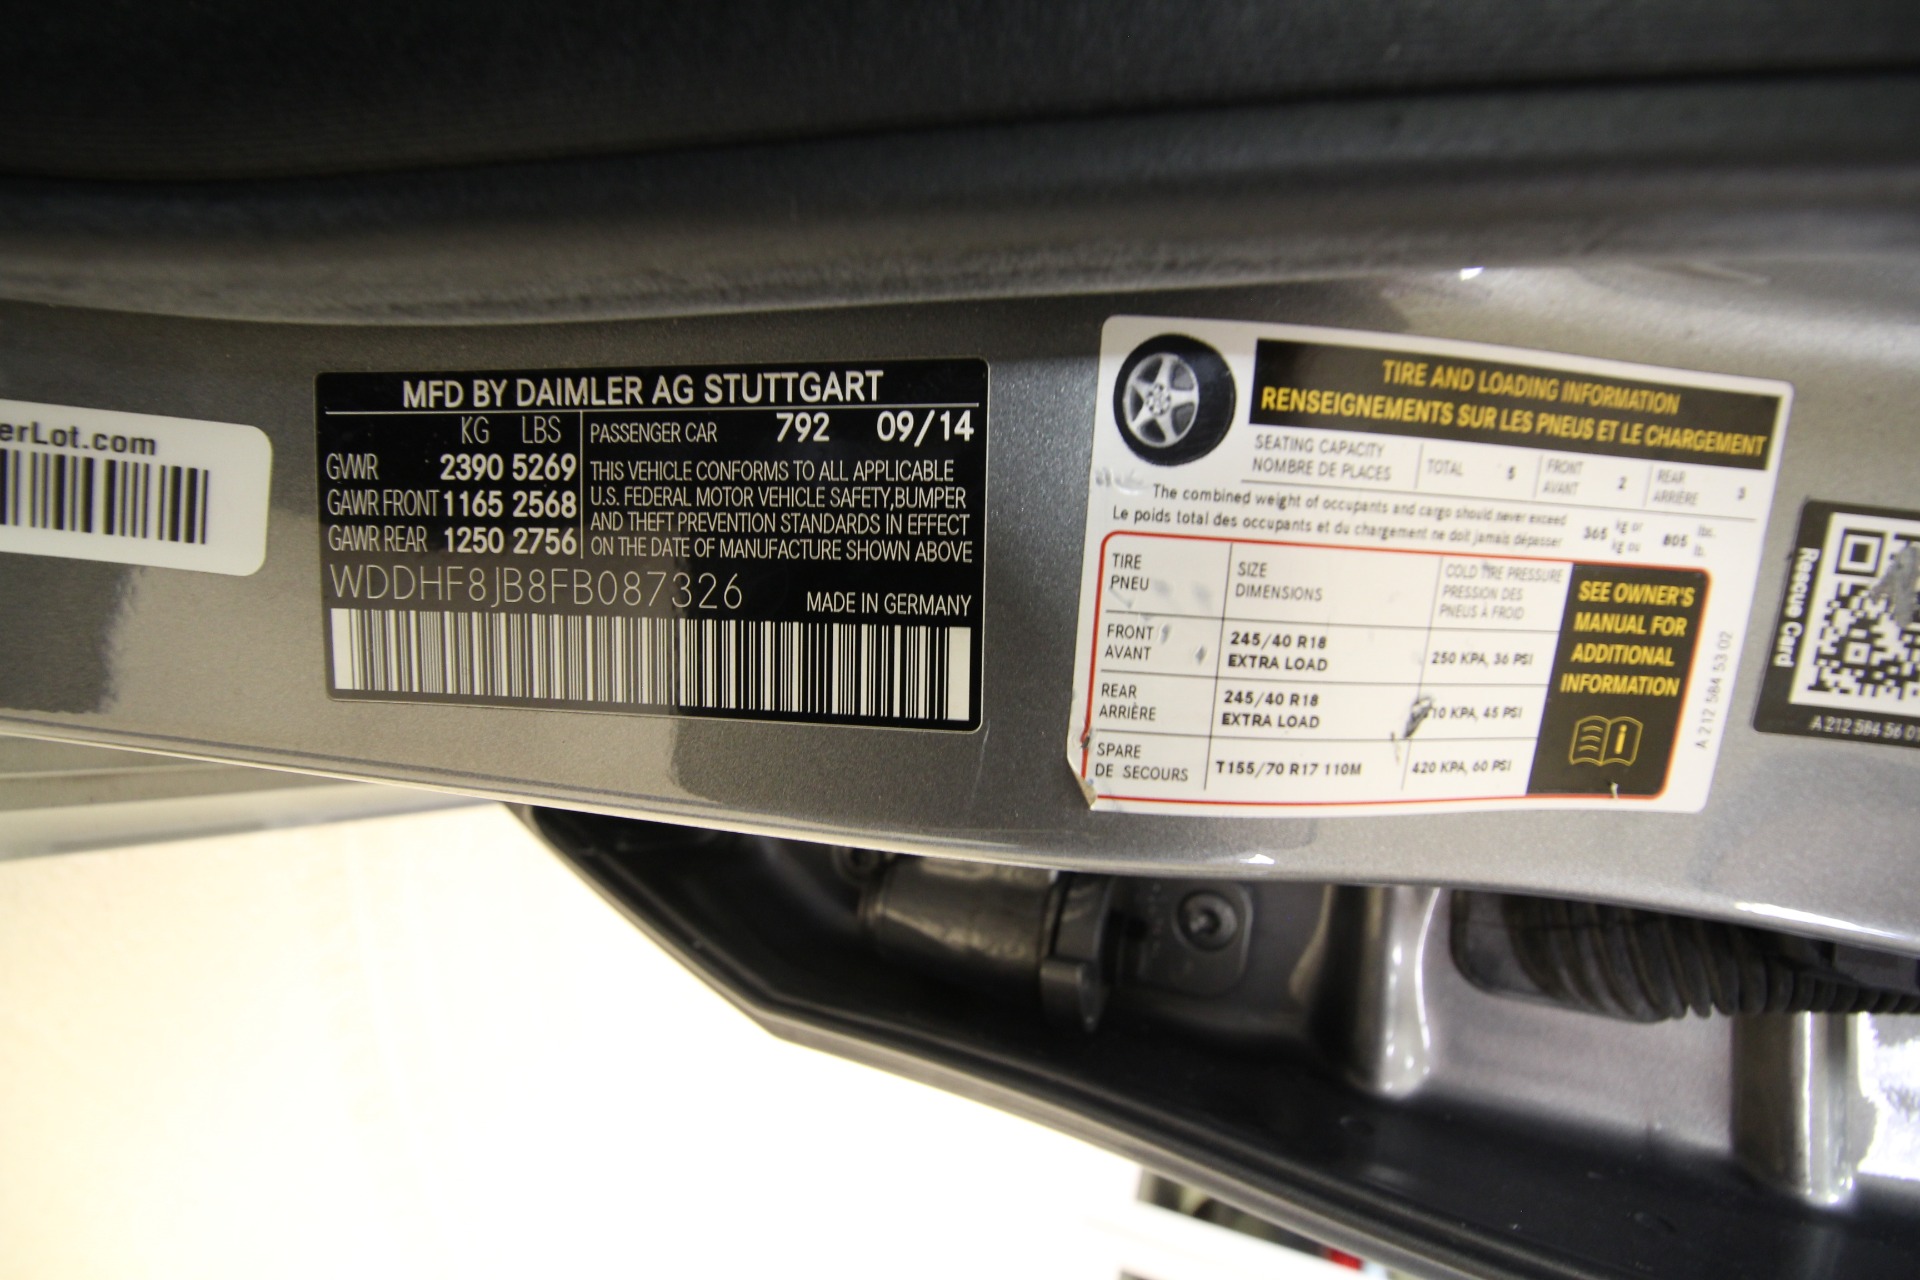 erLot.com
MFD BY DAIMLER AG STUTTGART
KG LBS
GVWR 2390 5269
GAWR FRONT 1165 2568
GAWR REAR 1250 2756
PASSENGER CAR 792 09/14
THIS VEHICLE CONFORMS TO ALL APPLICABLE
U.S. FEDERAL MOTOR VEHICLE SAFETY,BUMPER
AND THEFT PREVENTION STANDARDS IN EFFECT
ON THE DATE OF MANUFACTURE SHOWN ABOVE
WDDHF8JB8FB087326
MADE IN GERMANY
TIRE AND LOADING INFORMATION
RENSEIGNEMENTS SUR LES PNEUS ET LE CHARGEMENT
SEATING CAPACITY
NOMBRE DE PLACES
TOTAL 5
FRONT
AVANT 2
REAR
ARRIÈRE 3
The combined weight of occupants and cargo should never exceed 365 kg or 805 lbs.
Le poids total des occupants et du chargement ne doit jamais dépasser kg ou lb.
TIRE
PNEU
SIZE
DIMENSIONS
COLD TIRE PRESSURE
PRESSION DES
PNEUS À FROID
FRONT
AVANT
245/40 R18
EXTRA LOAD
250 KPA, 36 PSI
REAR
ARRIÈRE
245/40 R18
EXTRA LOAD
10 KPA, 45 PSI
SPARE
DE SECOURS
T155/70 R17 110M
420 KPA, 60 PSI
SEE OWNER'S
MANUAL FOR
ADDITIONAL
INFORMATION
A 212 584 53 02
Rescue Card
A 212 584 56 01